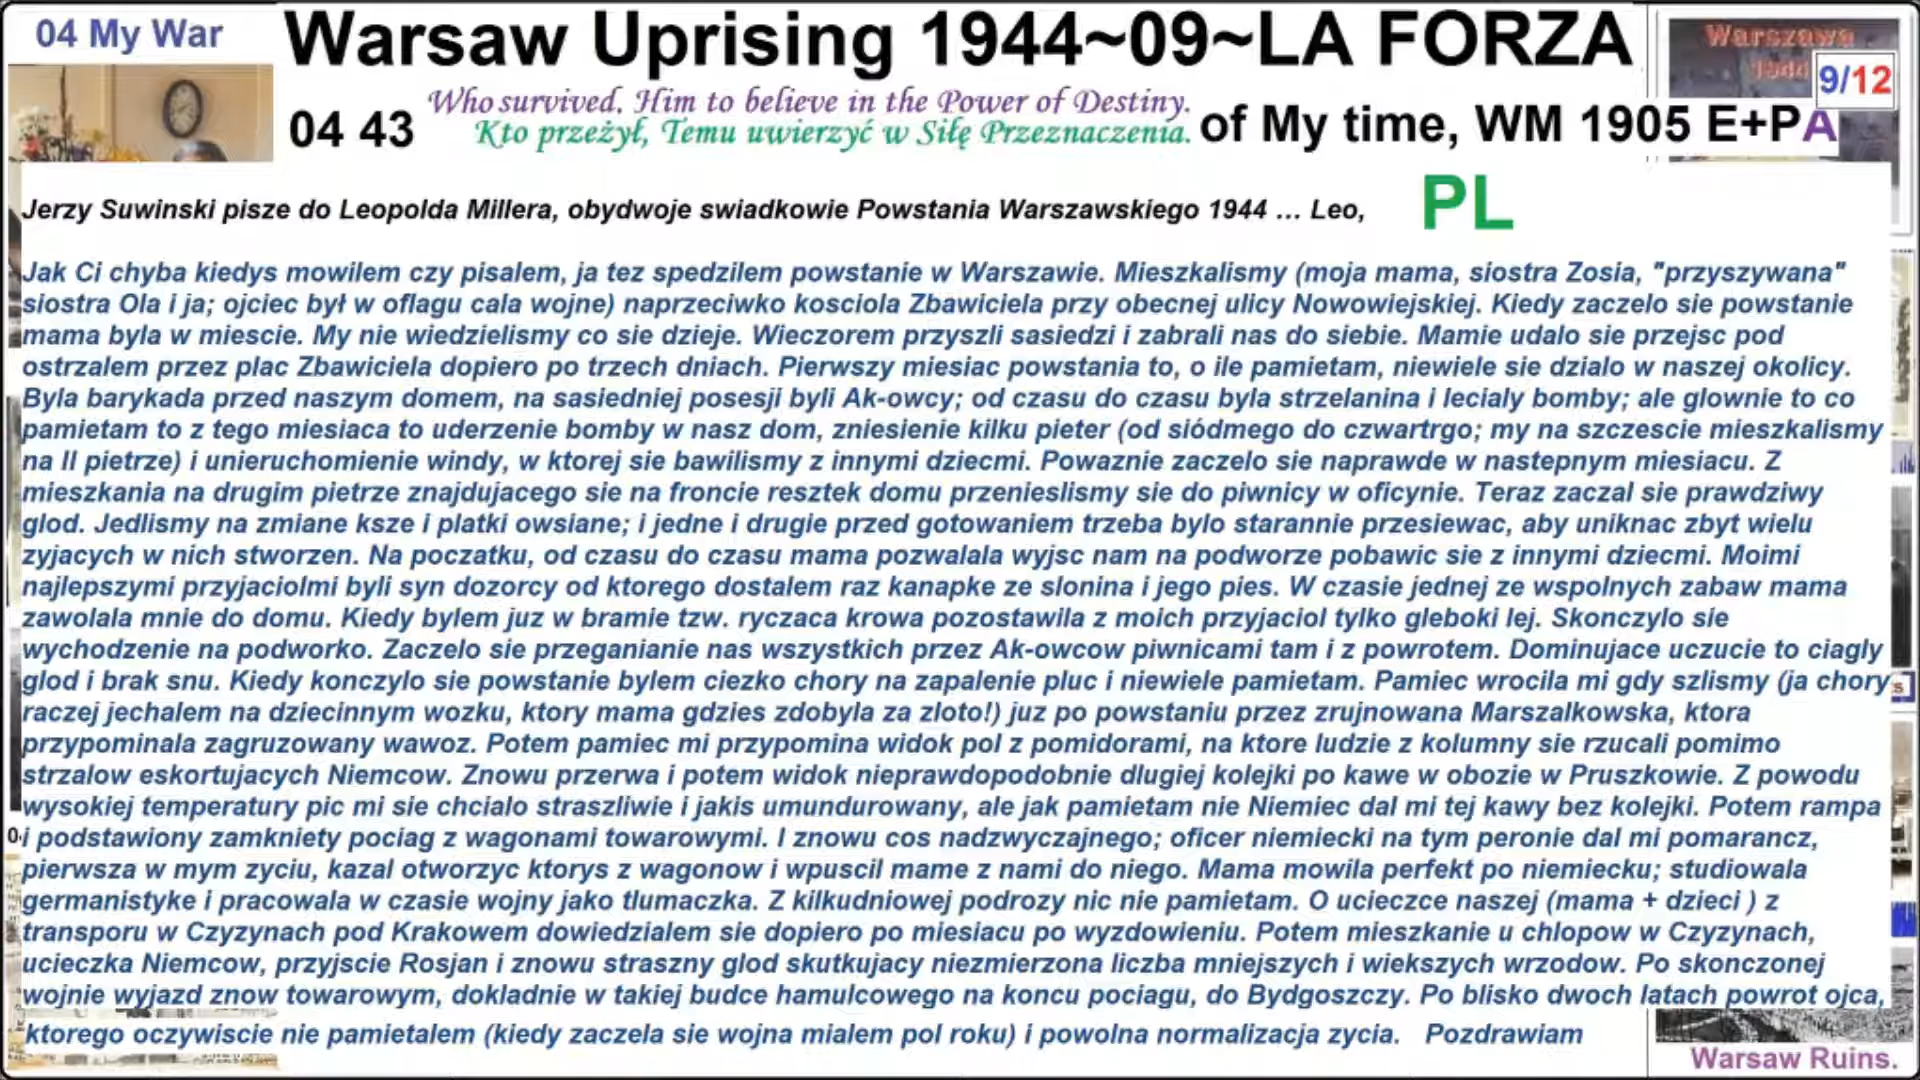 04 My War
Warsaw Uprising 1944~09~LA FORZA
Warszawa
1944
9/12
04 43
Who survived, Him to believe in the Power of Destiny.
Kto przeżył, Temu uwierzyć w Siłę Przeznaczenia.
of My time, WM 1905 E+PA
Jerzy Suwinski pisze do Leopolda Millera, obydwoje swiadkowie Powstania Warszawskiego 1944 … Leo,
PL
Jak Ci chyba kiedys mowilem czy pisalem, ja tez spedzilem powstanie w Warszawie. Mieszkalismy (moja mama, siostra Zosia, "przyszywana"
siostra Ola i ja; ojciec był w oflagu cala wojne) naprzeciwko kosciola Zbawiciela przy obecnej ulicy Nowowiejskiej. Kiedy zaczelo sie powstanie
mama byla w miescie. My nie wiedzielismy co sie dzieje. Wieczorem przyszli sasiedzi i zabrali nas do siebie. Mamie udalo sie przejsc pod
ostrzalem przez plac Zbawiciela dopiero po trzech dniach. Pierwszy miesiac powstania to, o ile pamietam, niewiele sie dzialo w naszej okolicy.
Byla barykada przed naszym domem, na sasiedniej posesji byli Ak-owcy; od czasu do czasu byla strzelanina i lecialy bomby; ale glownie to co
pamietam to z tego miesiaca to uderzenie bomby w nasz dom, zniesienie kilku pieter (od siódmego do czwartrgo; my na szczescie mieszkalismy
na II pietrze) i unieruchomienie windy, w ktorej sie bawilismy z innymi dziecmi. Powaznie zaczelo sie naprawde w nastepnym miesiacu. Z
mieszkania na drugim pietrze znajdujacego sie na froncie resztek domu przenieslismy sie do piwnicy w oficynie. Teraz zaczal sie prawdziwy
glod. Jedlismy na zmiane ksze i platki owsiane; i jedne i drugie przed gotowaniem trzeba bylo starannie przesiewac, aby uniknac zbyt wielu
zyjacych w nich stworzen. Na poczatku, od czasu do czasu mama pozwalala wyjsc nam na podworze pobawic sie z innymi dziecmi. Moimi
najlepszymi przyjaciolmi byli syn dozorcy od ktorego dostalem raz kanapke ze slonina i jego pies. W czasie jednej ze wspolnych zabaw mama
zawolala mnie do domu. Kiedy bylem juz w bramie tzw. ryczaca krowa pozostawila z moich przyjaciol tylko gleboki lej. Skonczylo sie
wychodzenie na podworko. Zaczelo sie przeganianie nas wszystkich przez Ak-owcow piwnicami tam i z powrotem. Dominujace uczucie to ciagly
glod i brak snu. Kiedy konczylo sie powstanie bylem ciezko chory na zapalenie pluc i niewiele pamietam. Pamiec wrocila mi gdy szlismy (ja chory
raczej jechalem na dziecinnym wozku, ktory mama gdzies zdobyla za zloto!) juz po powstaniu przez zrujnowana Marszalkowska, ktora
przypominala zagruzowany wawoz. Potem pamiec mi przypomina widok pol z pomidorami, na ktore ludzie z kolumny sie rzucali pomimo
strzalow eskortujacych Niemcow. Znowu przerwa i potem widok nieprawdopodobnie dlugiej kolejki po kawe w obozie w Pruszkowie. Z powodu
wysokiej temperatury pic mi sie chcialo straszliwie i jakis umundurowany, ale jak pamietam nie Niemiec dal mi tej kawy bez kolejki. Potem rampa
i podstawiony zamkniety pociag z wagonami towarowymi. I znowu cos nadzwyczajnego; oficer niemiecki na tym peronie dal mi pomarancz,
pierwsza w mym zyciu, kazal otworzyc ktorys z wagonow i wpuscil mame z nami do niego. Mama mowila perfekt po niemiecku; studiowala
germanistyke i pracowala w czasie wojny jako tlumaczka. Z kilkudniowej podrozy nic nie pamietam. O ucieczce naszej (mama + dzieci ) z
transporu w Czyzynach pod Krakowem dowiedzialem sie dopiero po miesiacu po wyzdowieniu. Potem mieszkanie u chlopow w Czyzynach,
ucieczka Niemcow, przyjscie Rosjan i znowu straszny glod skutkujacy niezmierzona liczba mniejszych i wiekszych wrzodow. Po skonczonej
wojnie wyjazd znow towarowym, dokladnie w takiej budce hamulcowego na koncu pociagu, do Bydgoszczy. Po blisko dwoch latach powrot ojca,
ktorego oczywiscie nie pamietalem (kiedy zaczela sie wojna mialem pol roku) i powolna normalizacja zycia. Pozdrawiam
Warsaw Ruins.